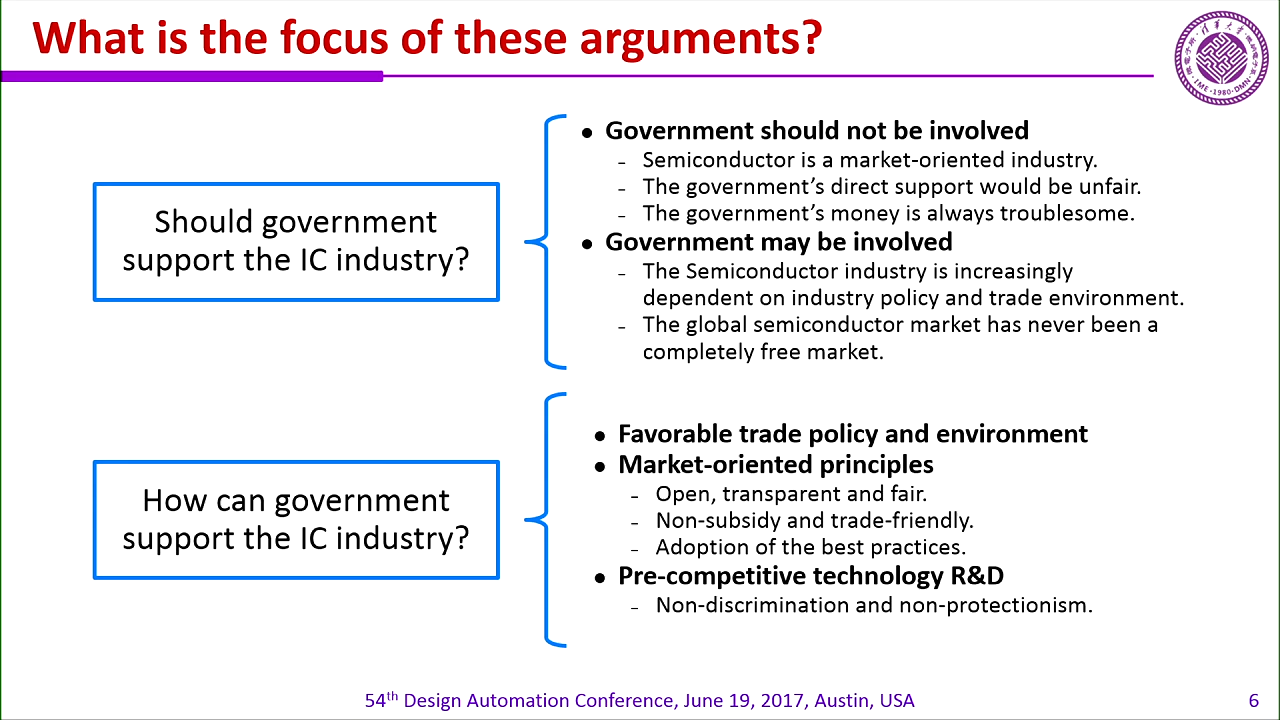 What is the focus of these arguments?
Should government
support the IC industry?
● Government should not be involved
– Semiconductor is a market-oriented industry.
– The government’s direct support would be unfair.
– The government’s money is always troublesome.
● Government may be involved
– The Semiconductor industry is increasingly
dependent on industry policy and trade environment.
– The global semiconductor market has never been a
completely free market.
How can government
support the IC industry?
● Favorable trade policy and environment
● Market-oriented principles
– Open, transparent and fair.
– Non-subsidy and trade-friendly.
– Adoption of the best practices.
● Pre-competitive technology R&D
– Non-discrimination and non-protectionism.
54th Design Automation Conference, June 19, 2017, Austin, USA
6
IME · 1980 · DMN